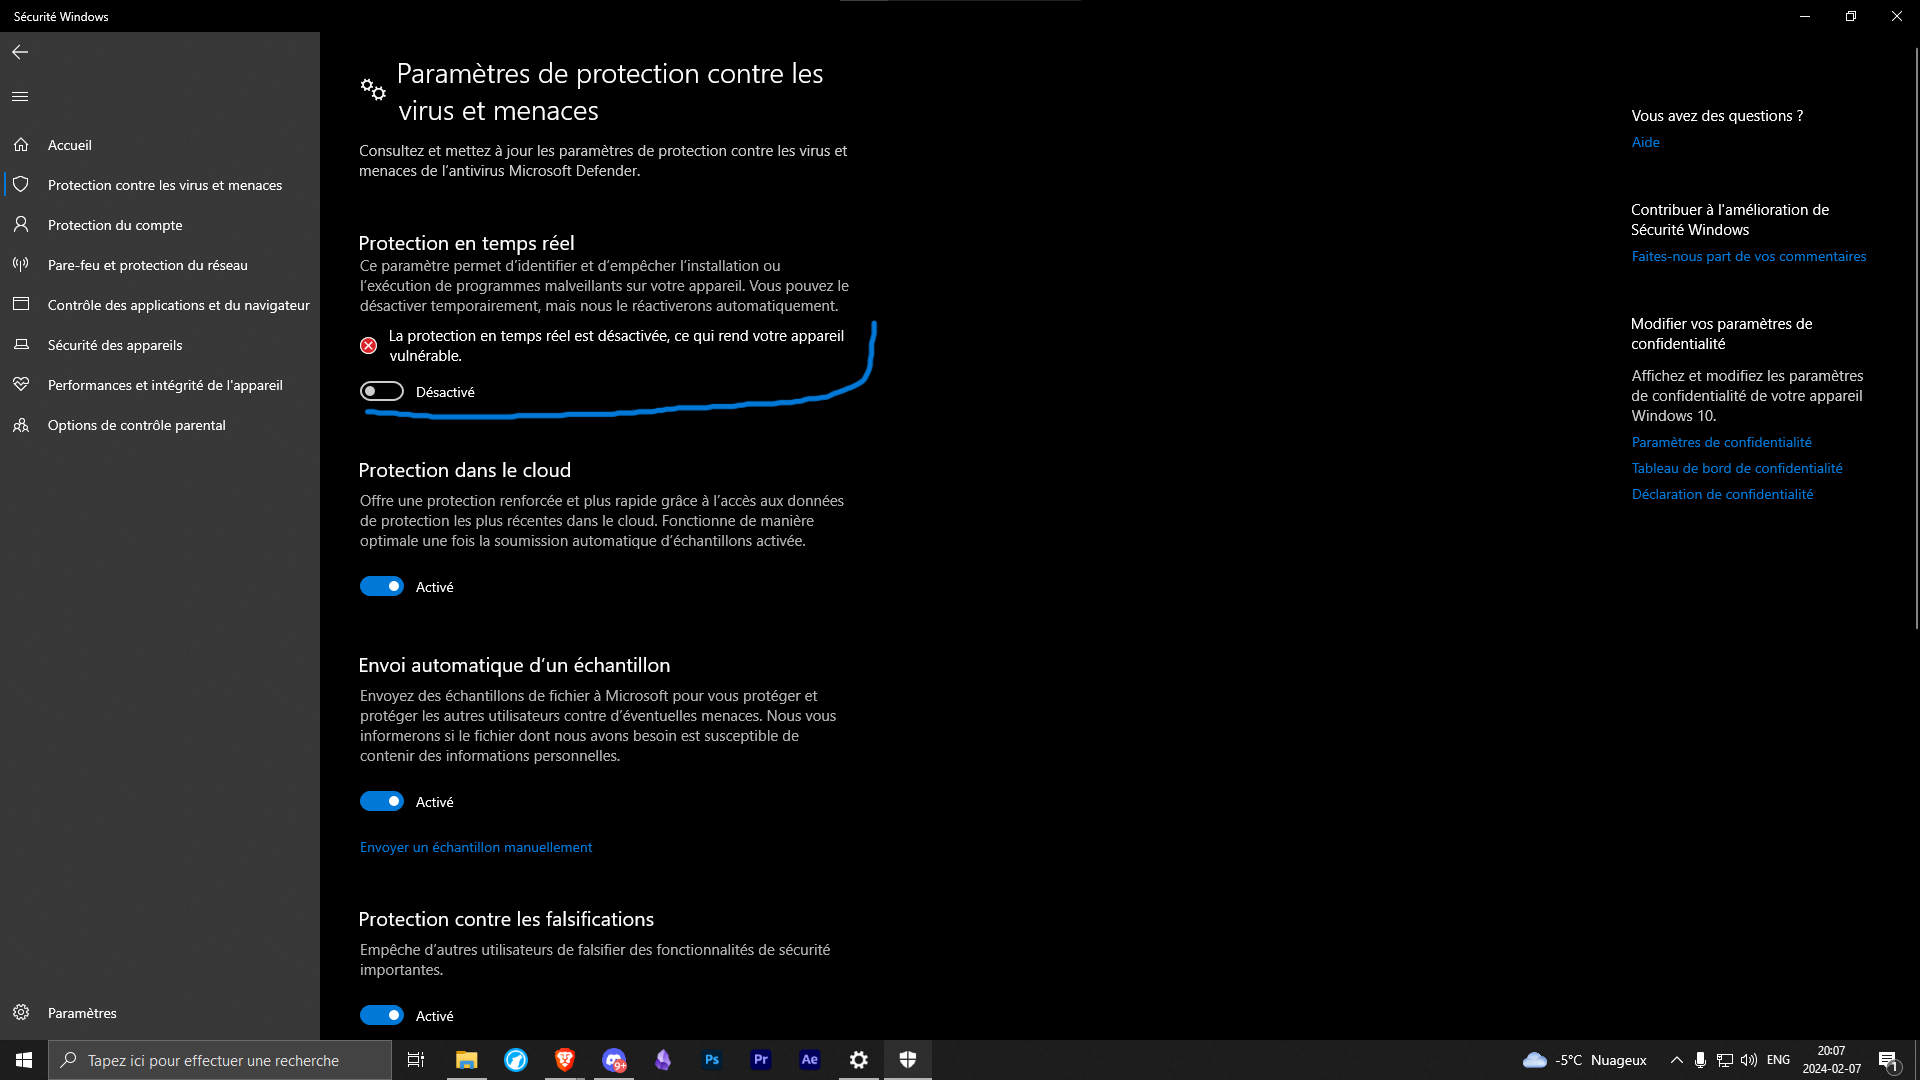 Sécurité Windows
Accueil
Protection contre les virus et menaces
Protection du compte
Pare-feu et protection du réseau
Contrôle des applications et du navigateur
Sécurité des appareils
Performances et intégrité de l'appareil
Options de contrôle parental
Paramètres
Paramètres de protection contre les
virus et menaces
Consultez et mettez à jour les paramètres de protection contre les virus et
menaces de l’antivirus Microsoft Defender.
Protection en temps réel
Ce paramètre permet d’identifier et d’empêcher l’installation ou
l’exécution de programmes malveillants sur votre appareil. Vous pouvez le
désactiver temporairement, mais nous le réactiverons automatiquement.
La protection en temps réel est désactivée, ce qui rend votre appareil
vulnérable.
Désactivé
Protection dans le cloud
Offre une protection renforcée et plus rapide grâce à l’accès aux données
de protection les plus récentes dans le cloud. Fonctionne de manière
optimale une fois la soumission automatique d’échantillons activée.
Activé
Envoi automatique d’un échantillon
Envoyez des échantillons de fichier à Microsoft pour vous protéger et
protéger les autres utilisateurs contre d’éventuelles menaces. Nous vous
informerons si le fichier dont nous avons besoin est susceptible de
contenir des informations personnelles.
Activé
Envoyer un échantillon manuellement
Protection contre les falsifications
Empêche d’autres utilisateurs de falsifier des fonctionnalités de sécurité
importantes.
Activé
Vous avez des questions ?
Aide
Contribuer à l'amélioration de
Sécurité Windows
Faites-nous part de vos commentaires
Modifier vos paramètres de
confidentialité
Affichez et modifiez les paramètres
de confidentialité de votre appareil
Windows 10.
Paramètres de confidentialité
Tableau de bord de confidentialité
Déclaration de confidentialité
Tapez ici pour effectuer une recherche
9+
Ps
Pr
Ae
-5°C Nuageux
ENG
20:07
2024-02-07
1